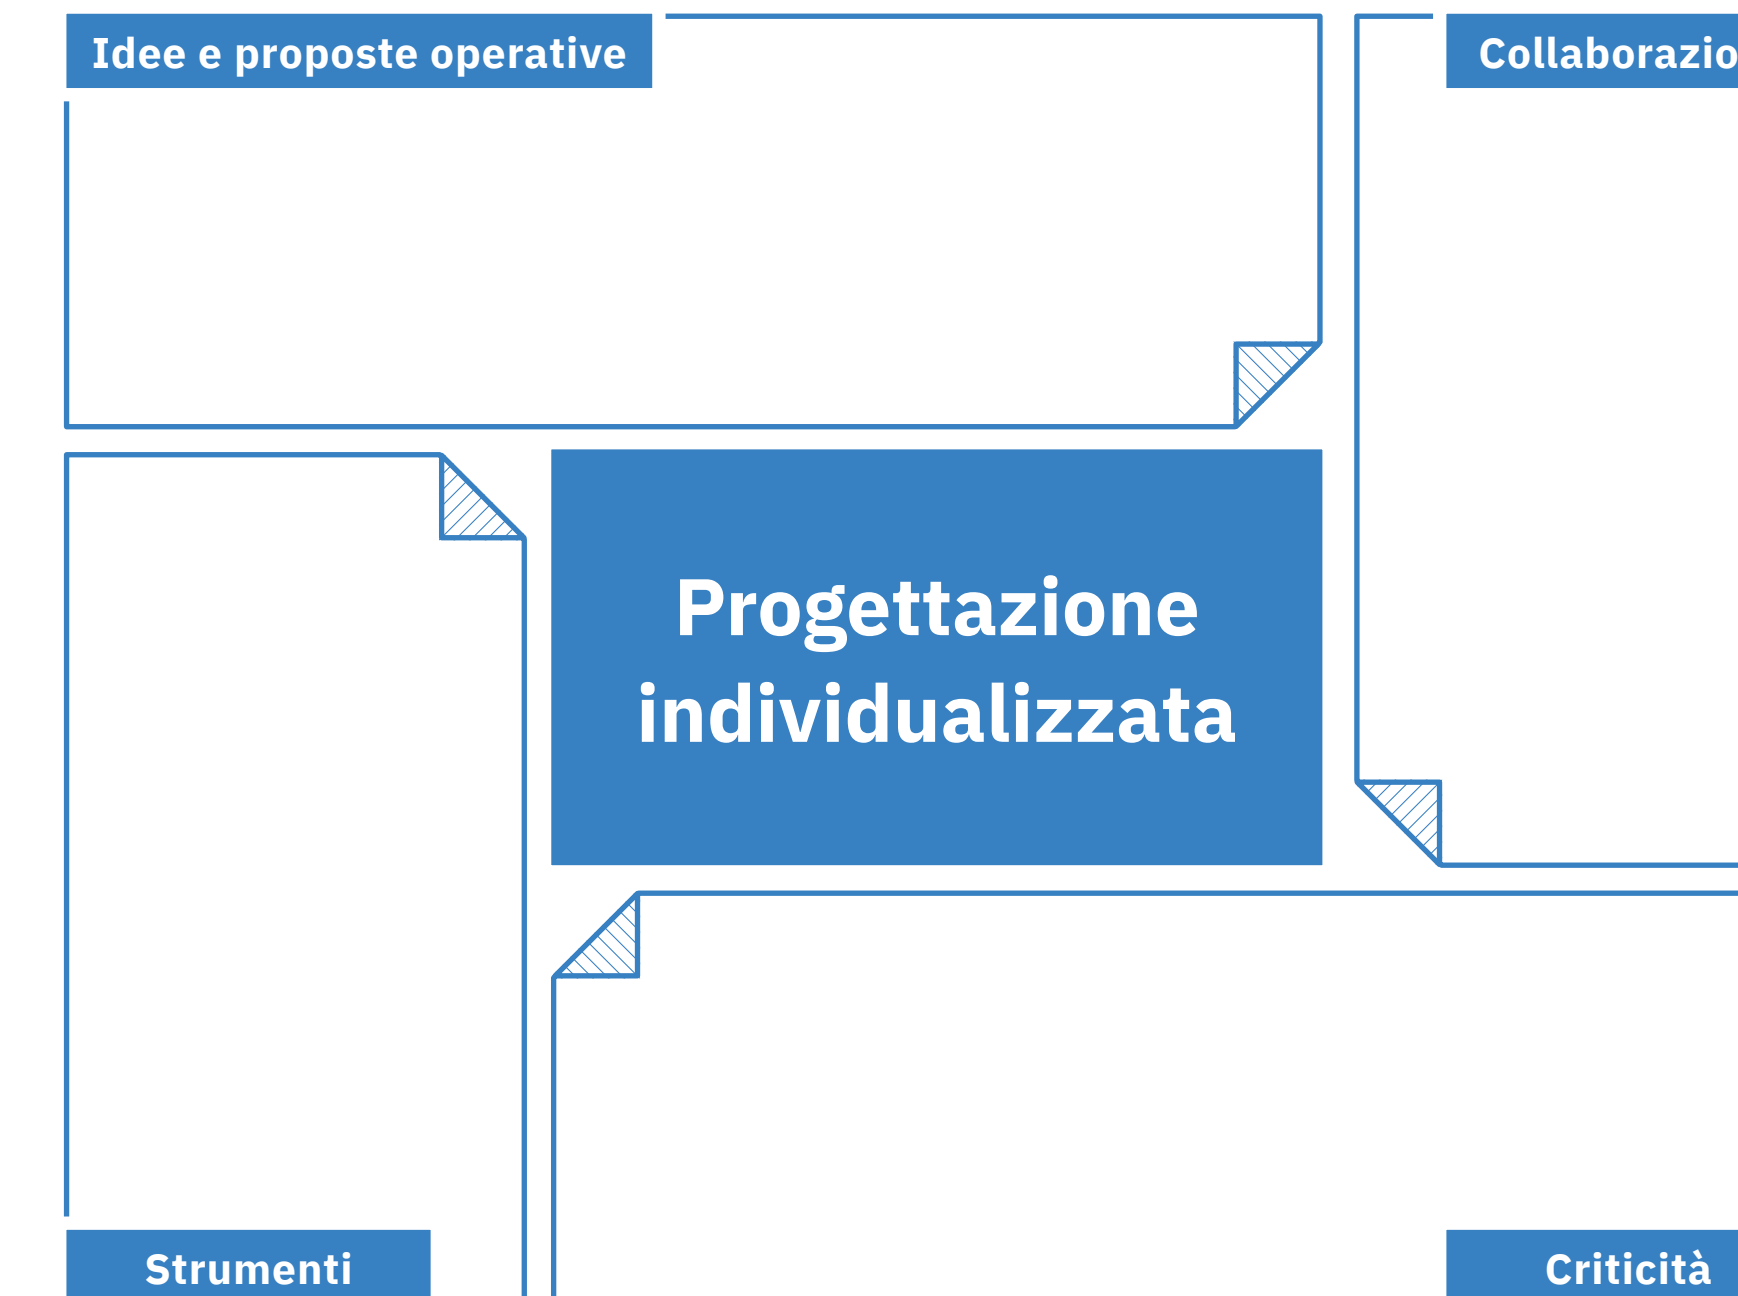 Idee e proposte operative
Collaborazio
Progettazione
individualizzata
Strumenti
Criticità